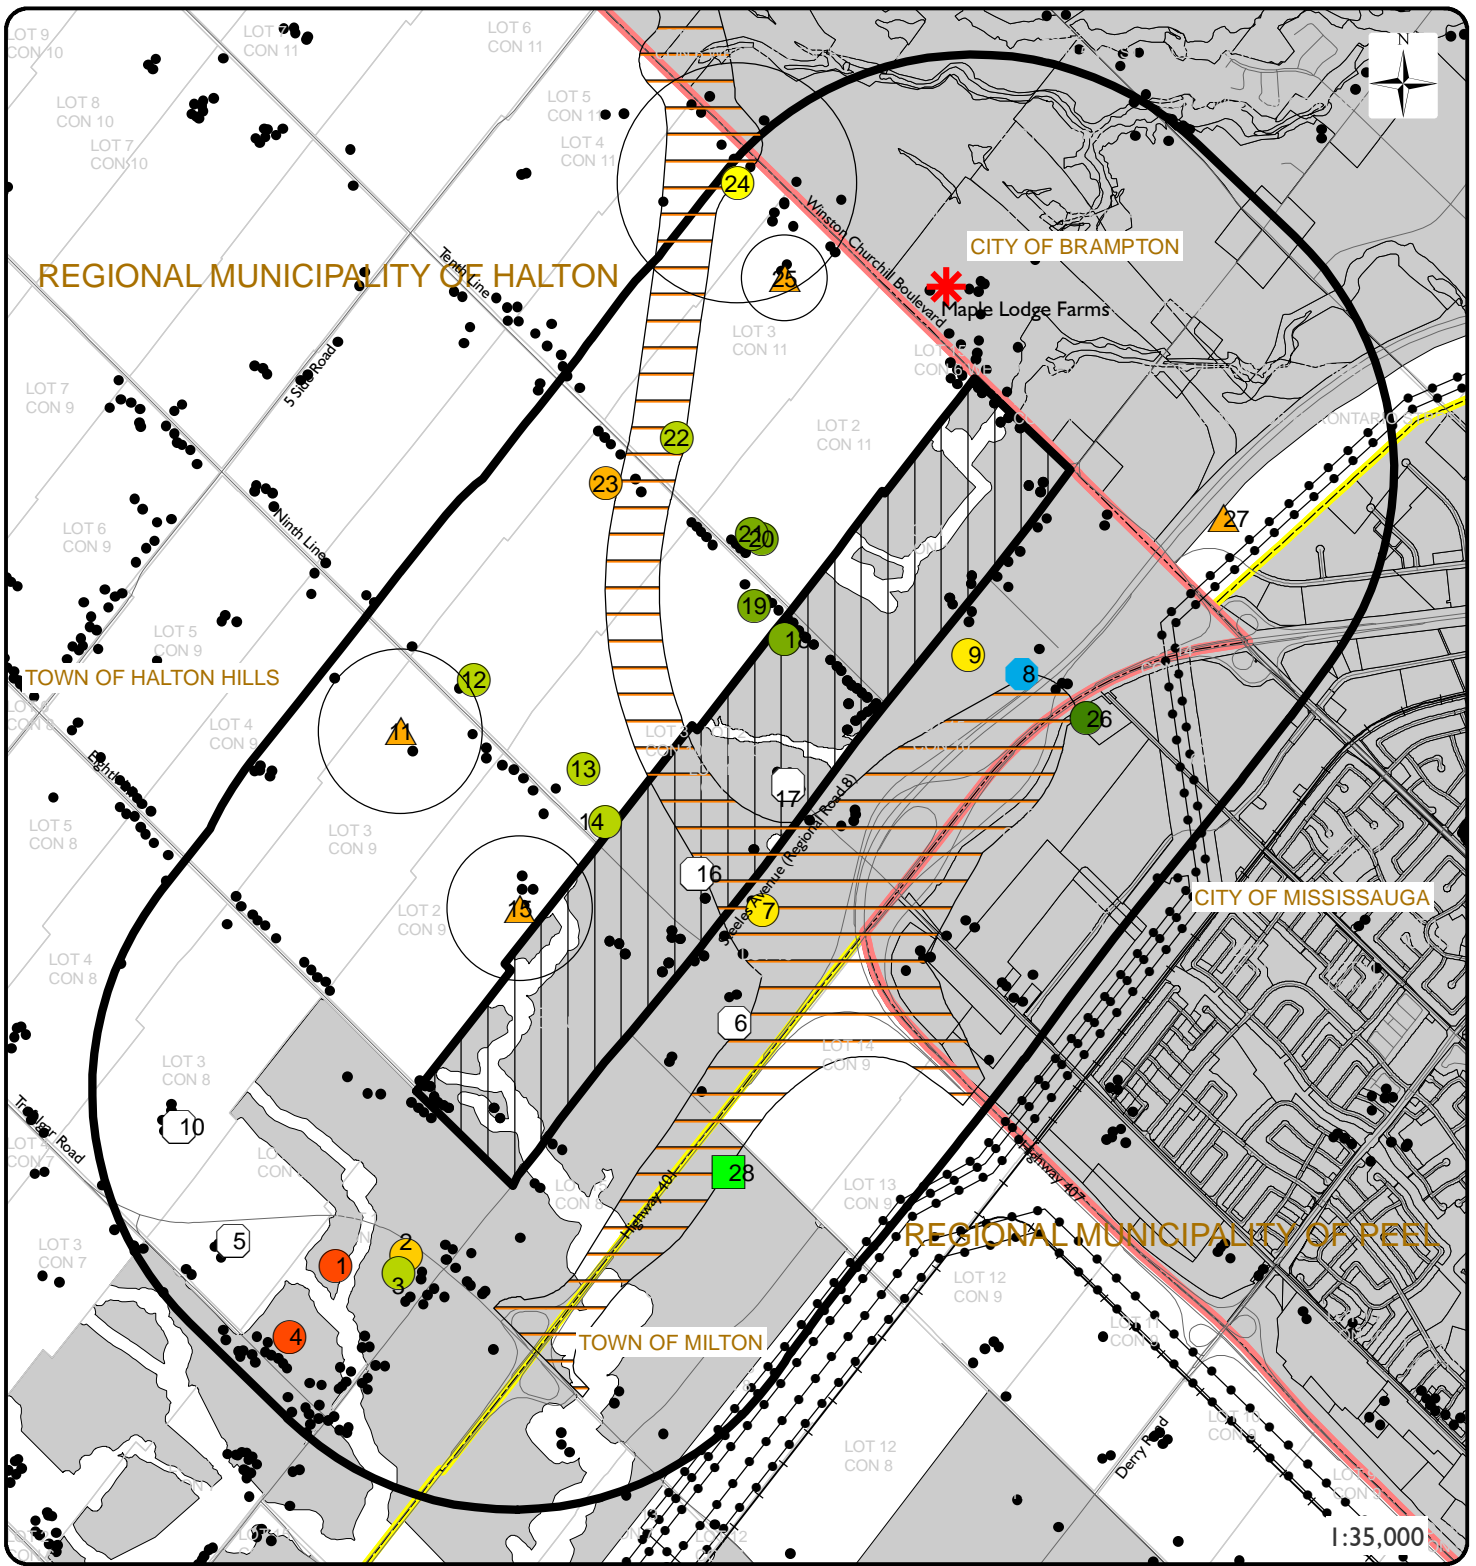 LOT 9
CON 10
LOT 7
CON 11
LOT 6
CON 11
N
LOT 8
CON 10
LOT 7
CON 10
LOT 5
CON 11
LOT 4
CON 11
24
Winston Churchill Boulevard
CITY OF BRAMPTON
REGIONAL MUNICIPALITY OF HALTON
Tenth Line
25
Maple Lodge Farms
LOT 3
CON 11
5 Side Road
LOT 7
CON 9
LOT 2
CON 11
22
23
27
Ninth Line
LOT 6
CON 9
21
20
19
LOT 5
CON 9
9
8
TOWN OF HALTON HILLS
12
26
11
LOT 4
CON 9
Eighth Line
13
17
14
LOT 5
CON 8
LOT 3
CON 9
16
CITY OF MISSISSAUGA
15
7
Steeles Avenue (Regional Road 8)
LOT 2
CON 9
LOT 4
CON 8
6
LOT 14
CON 9
LOT 3
CON 8
Trafalgar Road
10
Highway 407
28
LOT 13
CON 9
Highway 401
REGIONAL MUNICIPALITY OF PEEL
5
2
LOT 3
CON 7
1
3
LOT 12
CON 9
LOT 11
CON 9
4
TOWN OF MILTON
LOT 12
CON 8
Derry Road
1:35,000